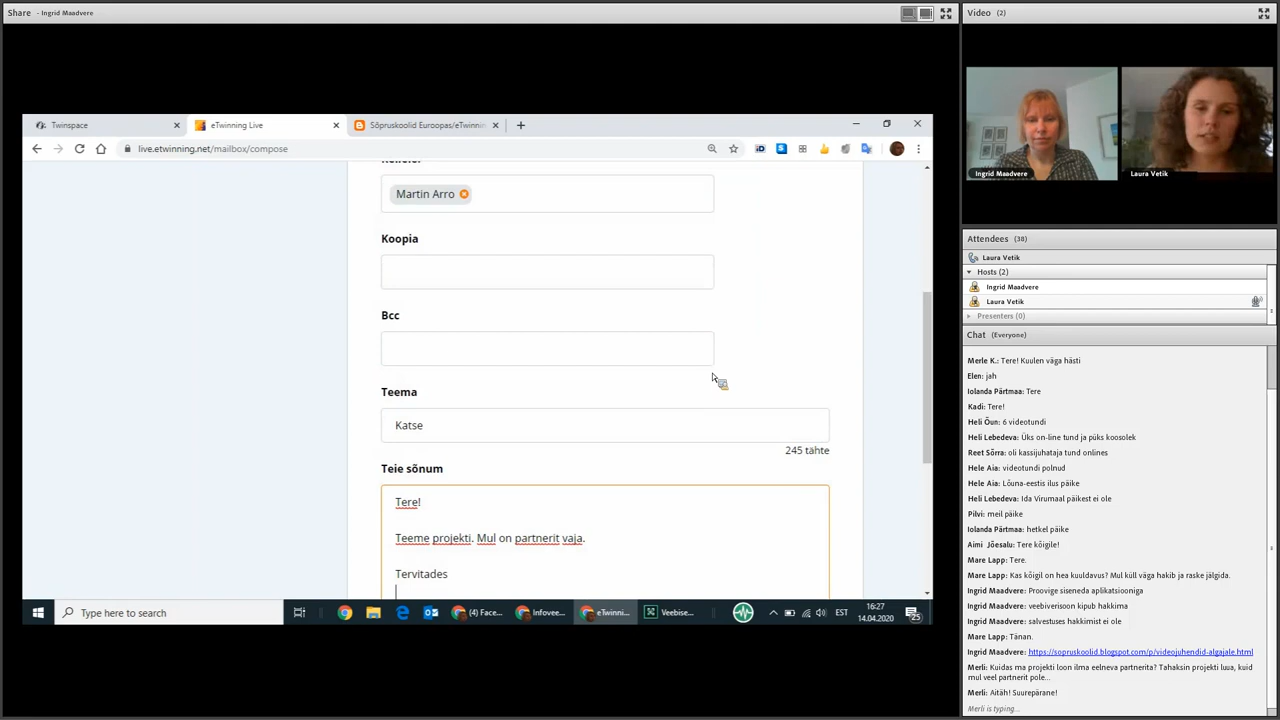 Share - Ingrid Maadvere
Twinspace
eTwinning Live
Sõpruskoolid Euroopas/eTwinnin
live.etwinning.net/mailbox/compose
Martin Arro
Koopia
Bcc
Teema
Katse
245 tähte
Teie sõnum
Tere!
Teeme projekti. Mul on partnerit vaja.
Tervitades
Type here to search
(4) Face...
Infovee...
eTwinni...
Veebise...
EST
16:27
14.04.2020
25
Video (2)
Ingrid Maadvere
Laura Vetik
Attendees (38)
Laura Vetik
Hosts (2)
Ingrid Maadvere
Laura Vetik
Presenters (0)
Chat (Everyone)
Merle K.: Tere! Kuulen väga hästi
Elen: jah
Iolanda Pärtmaa: Tere
Kadi: Tere!
Heli Õun: 6 videotundi
Heli Lebedeva: Üks on-line tund ja püks koosolek
Reet Sõrra: oli kassijuhataja tund onlines
Hele Aia: videotundi polnud
Hele Aia: Lõuna-eestis ilus päike
Heli Lebedeva: Ida Virumaal päikest ei ole
Pilvi: meil päike
Iolanda Pärtmaa: hetkel päike
Aimi Jõesalu: Tere kõigile!
Mare Lapp: Tere.
Mare Lapp: Kas kõigil on hea kuuldavus? Mul küll väga hakib ja raske jälgida.
Ingrid Maadvere: Proovige siseneda aplikatsiooniga
Ingrid Maadvere: veebiverisoon kipub hakkima
Ingrid Maadvere: salvestuses hakkimist ei ole
Mare Lapp: Tänan.
Ingrid Maadvere: https://sopruskoolid.blogspot.com/p/videojuhendid-algajale.html
Merli: Kuidas ma projekti loon ilma eelneva partnerita? Tahaksin projekti luua, kuid
mul veel partnerit pole...
Merli: Aitäh! Suurepärane!
Merli is typing...